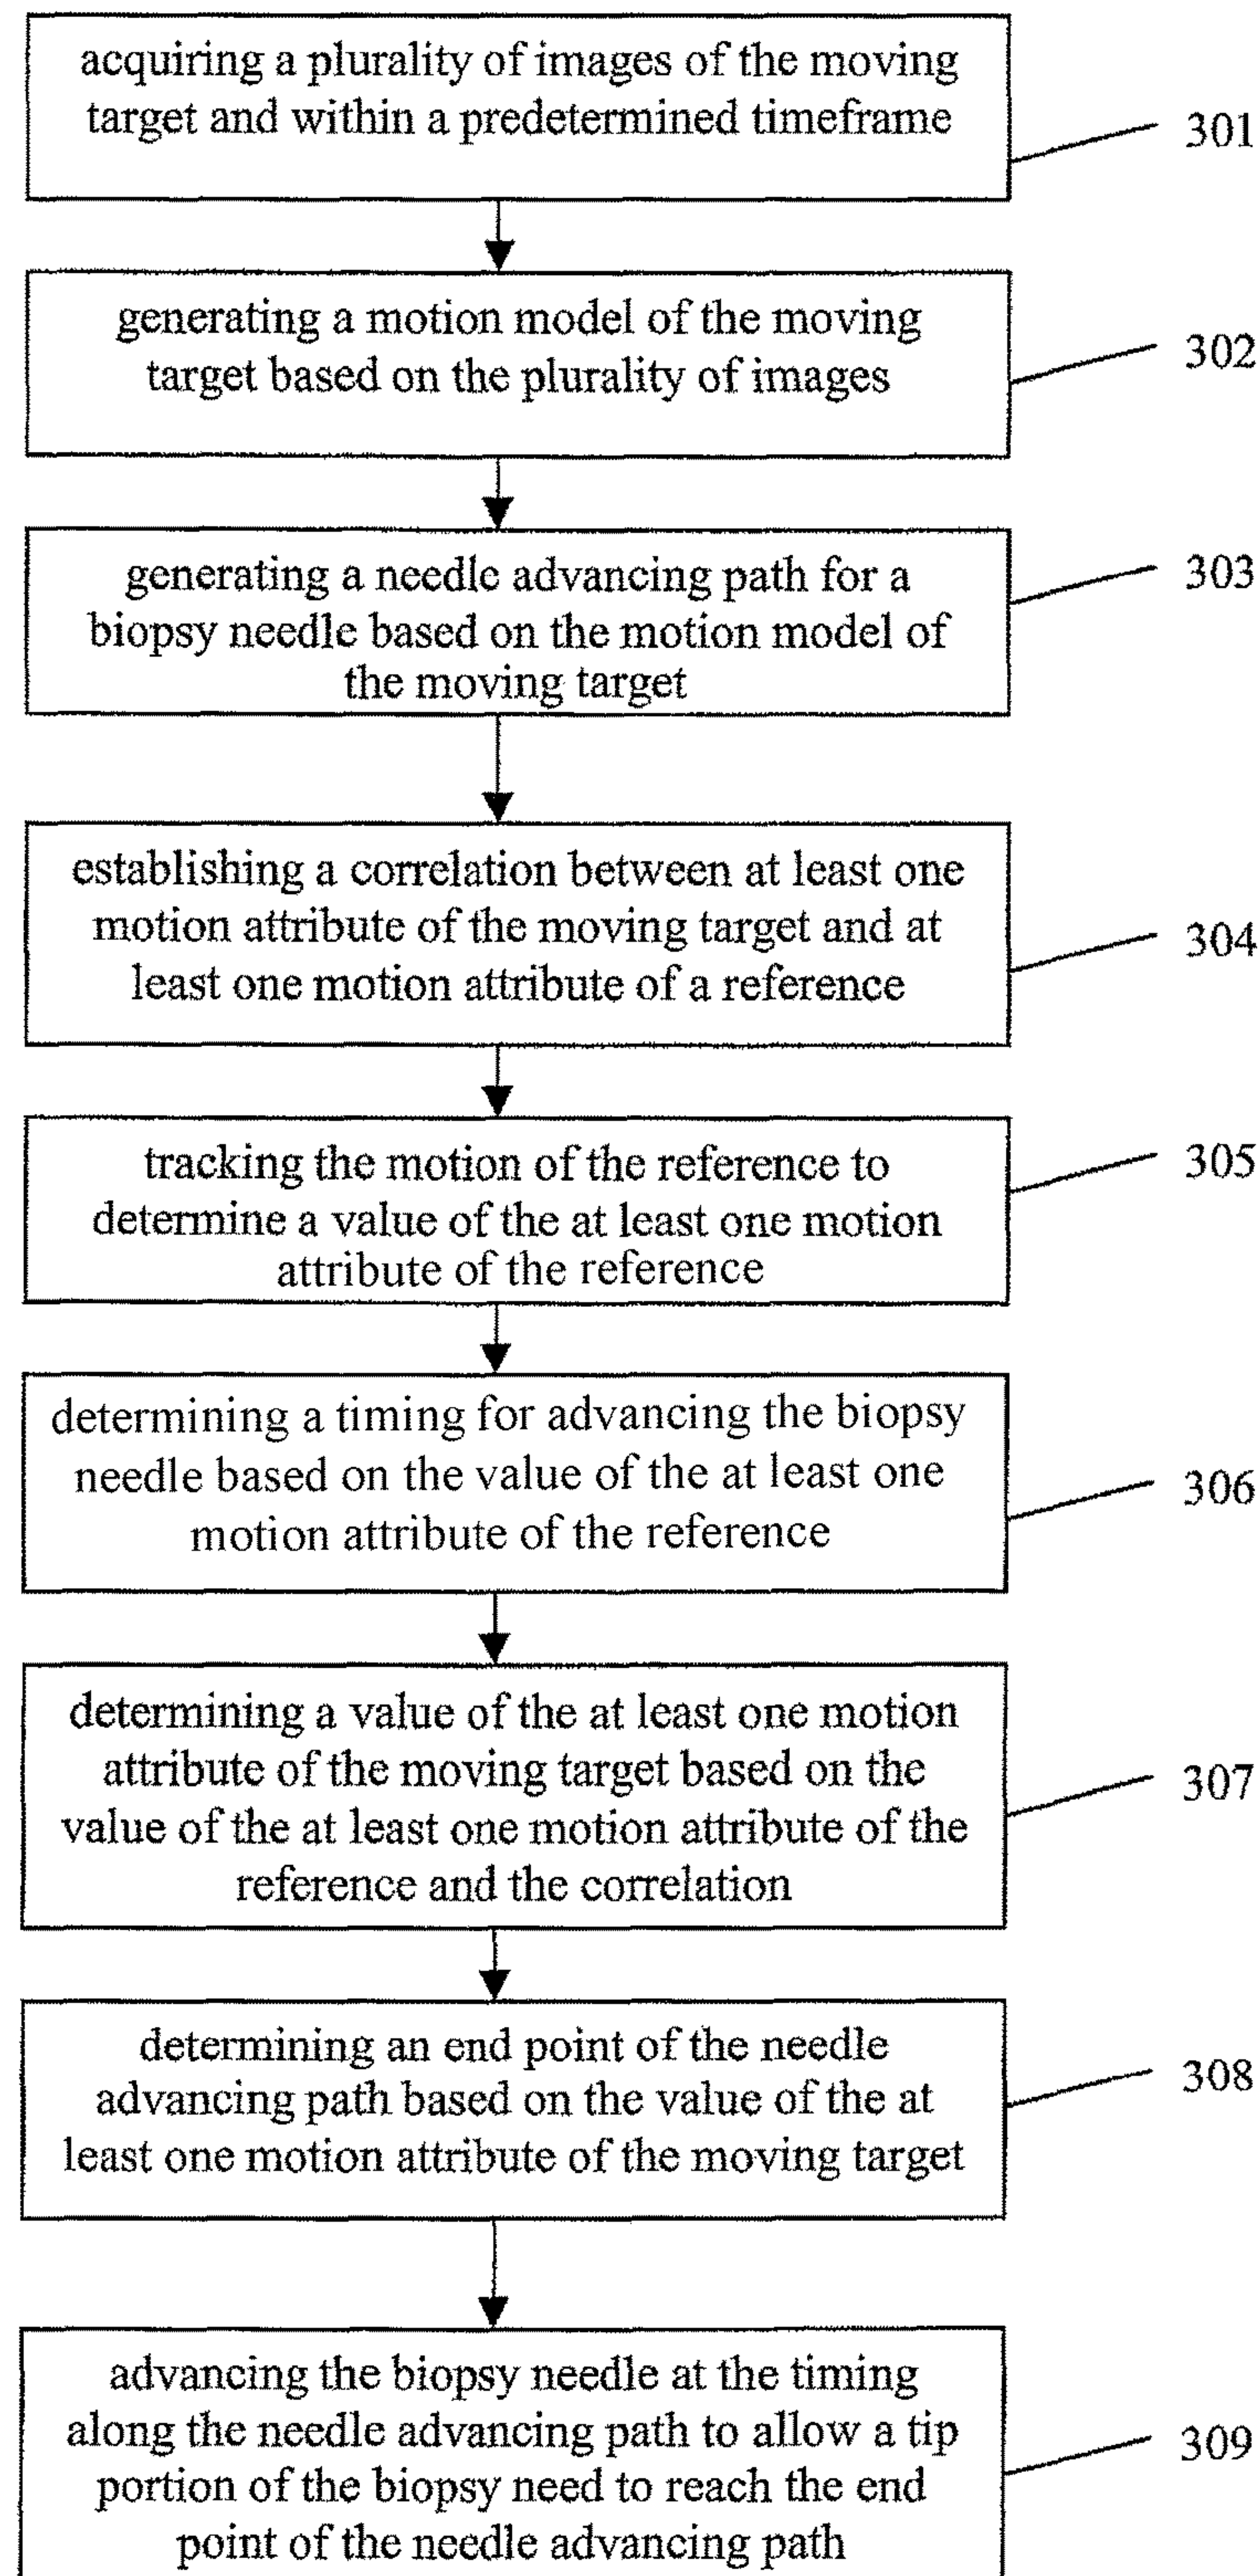 acquiring a plurality of images of the moving
target and within a predetermined timeframe
301
generating a motion model of the moving
target based on the plurality of images
302
generating a needle advancing path for a
biopsy needle based on the motion model of
the moving target
303
establishing a correlation between at least one
motion attribute of the moving target and at
least one motion attribute of a reference
304
tracking the motion of the reference to
determine a value of the at least one motion
attribute of the reference
305
determining a timing for advancing the biopsy
needle based on the value of the at least one
motion attribute of the reference
306
determining a value of the at least one motion
attribute of the moving target based on the
value of the at least one motion attribute of the
reference and the correlation
307
determining an end point of the needle
advancing path based on the value of the at
least one motion attribute of the moving target
308
advancing the biopsy needle at the timing
along the needle advancing path to allow a tip
portion of the biopsy need to reach the end
point of the needle advancing path
309